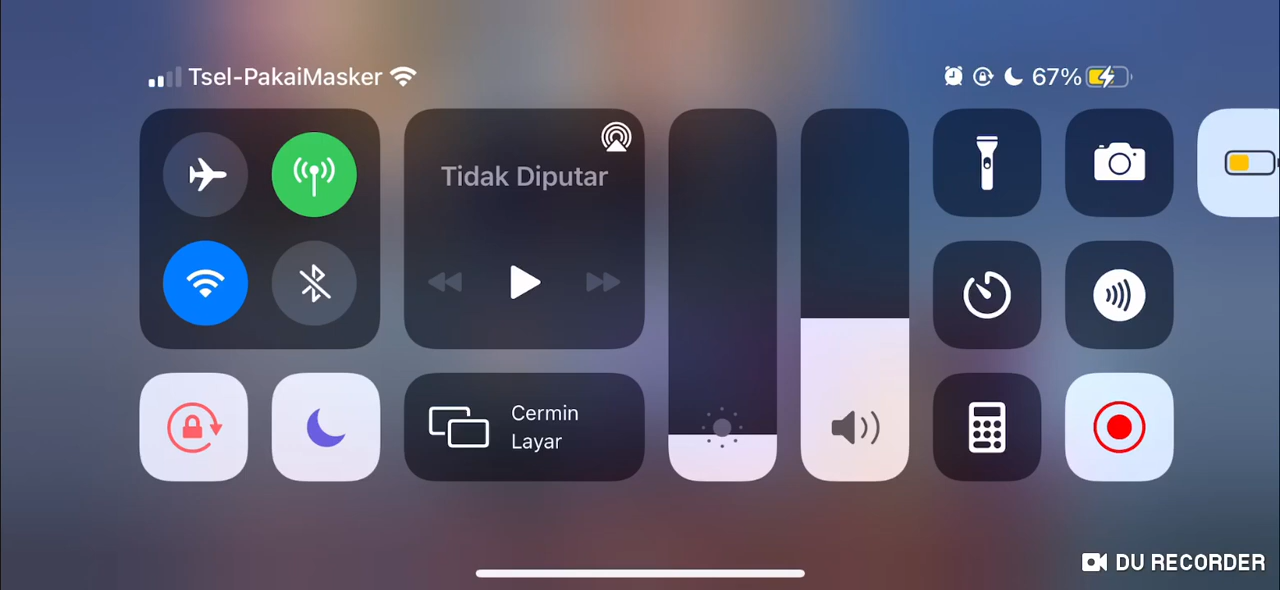 Tsel-PakaiMasker
67%
Tidak Diputar
Cermin
Layar
DU RECORDER